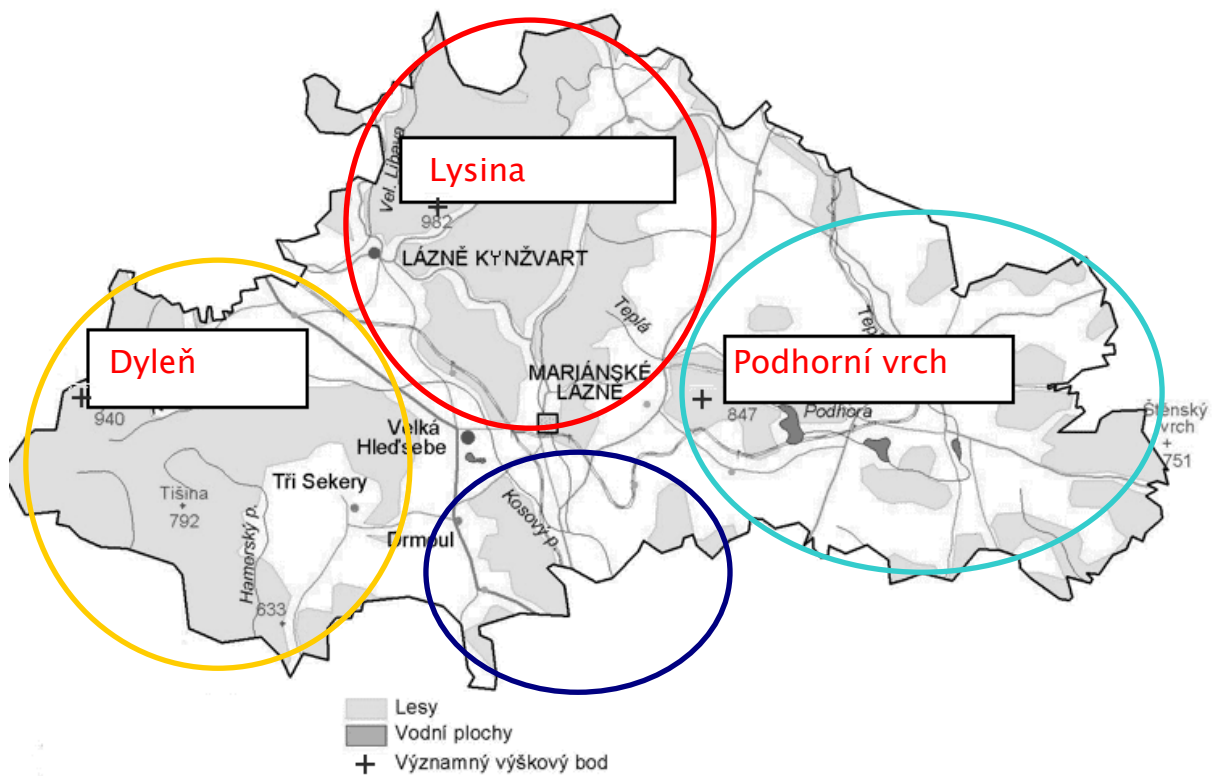 Lysina
Vel. Libava
982
LÁZNĚ KYNŽVART
Teplá
Dyleň
940
MARIÁNSKÉ
LÁZNĚ
Podhorní vrch
847
Podhora
Štěnský
vrch
751
Velká
Hleďsebe
Tři Sekery
Tišina
792
Hamerský p.
Drmoul
Kosový p.
633
Lesy
Vodní plochy
Významný výškový bod